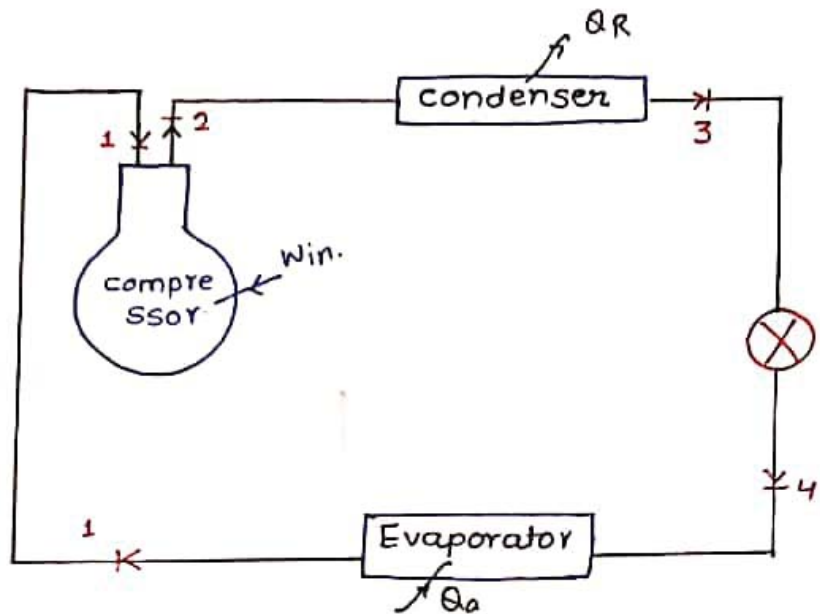 QR
condenser
1
2
3
Win.
compre
ssor
4
1
Evaporator
Qa